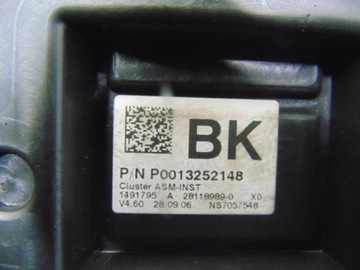 BK
P/N P0013252148
Cluster ASM-INST
1491795 A 28118989-0 X0
V4.60 28.09.06 NS7057548